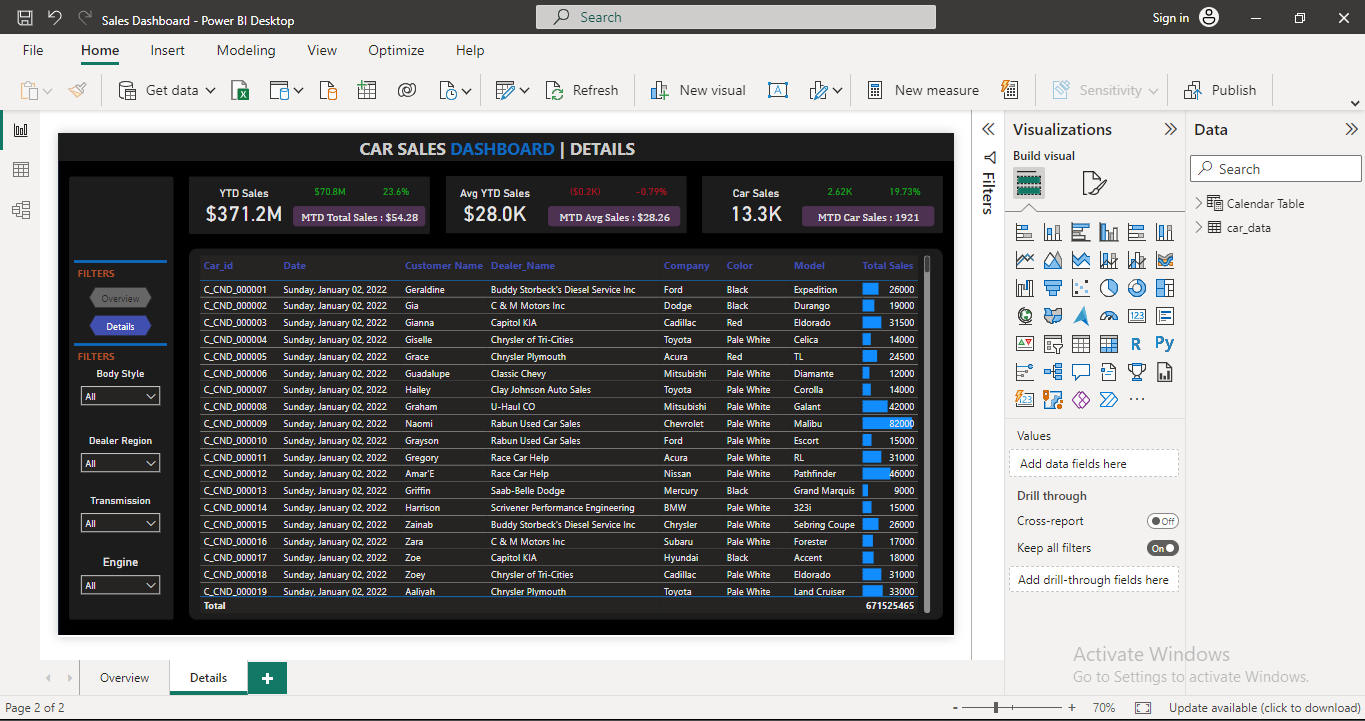 Sales Dashboard - Power BI Desktop
Search
Sign in
File Home Insert Modeling View Optimize Help
Get data Refresh New visual New measure Sensitivity Publish
CAR SALES DASHBOARD | DETAILS
YTD Sales $70.8M 23.6%
$371.2M MTD Total Sales : $54.28
Avg YTD Sales ($0.2K) -0.79%
$28.0K MTD Avg Sales : $28.26
Car Sales 2.62K 19.73%
13.3K MTD Car Sales : 1921
FILTERS
Overview
Details
FILTERS
Body Style
All
Dealer Region
All
Transmission
All
Engine
All
Car_id Date Customer Name Dealer_Name Company Color Model Total Sales
C_CND_000001 Sunday, January 02, 2022 Geraldine Buddy Storbeck's Diesel Service Inc Ford Black Expedition 26000
C_CND_000002 Sunday, January 02, 2022 Gia C & M Motors Inc Dodge Black Durango 19000
C_CND_000003 Sunday, January 02, 2022 Gianna Capitol KIA Cadillac Red Eldorado 31500
C_CND_000004 Sunday, January 02, 2022 Giselle Chrysler of Tri-Cities Toyota Pale White Celica 14000
C_CND_000005 Sunday, January 02, 2022 Grace Chrysler Plymouth Acura Red TL 24500
C_CND_000006 Sunday, January 02, 2022 Guadalupe Classic Chevy Mitsubishi Pale White Diamante 12000
C_CND_000007 Sunday, January 02, 2022 Hailey Clay Johnson Auto Sales Toyota Pale White Corolla 14000
C_CND_000008 Sunday, January 02, 2022 Graham U-Haul CO Mitsubishi Pale White Galant 42000
C_CND_000009 Sunday, January 02, 2022 Naomi Rabun Used Car Sales Chevrolet Pale White Malibu 82000
C_CND_000010 Sunday, January 02, 2022 Grayson Rabun Used Car Sales Ford Pale White Escort 15000
C_CND_000011 Sunday, January 02, 2022 Gregory Race Car Help Acura Pale White RL 31000
C_CND_000012 Sunday, January 02, 2022 Amar'E Race Car Help Nissan Pale White Pathfinder 46000
C_CND_000013 Sunday, January 02, 2022 Griffin Saab-Belle Dodge Mercury Black Grand Marquis 9000
C_CND_000014 Sunday, January 02, 2022 Harrison Scrivener Performance Engineering BMW Pale White 323i 15000
C_CND_000015 Sunday, January 02, 2022 Zainab Buddy Storbeck's Diesel Service Inc Chrysler Pale White Sebring Coupe 26000
C_CND_000016 Sunday, January 02, 2022 Zara C & M Motors Inc Subaru Pale White Forester 17000
C_CND_000017 Sunday, January 02, 2022 Zoe Capitol KIA Hyundai Black Accent 18000
C_CND_000018 Sunday, January 02, 2022 Zoey Chrysler of Tri-Cities Cadillac Pale White Eldorado 31000
C_CND_000019 Sunday, January 02, 2022 Aaliyah Chrysler Plymouth Toyota Pale White Land Cruiser 33000
Total 671525465
Filters
Visualizations
Build visual
123
R Py
123
Values
Add data fields here
Drill through
Cross-report Off
Keep all filters On
Add drill-through fields here
Data
Search
Calendar Table
car_data
Activate Windows
Go to Settings to activate Windows.
Overview Details +
Page 2 of 2
- + 70% Update available (click to download)